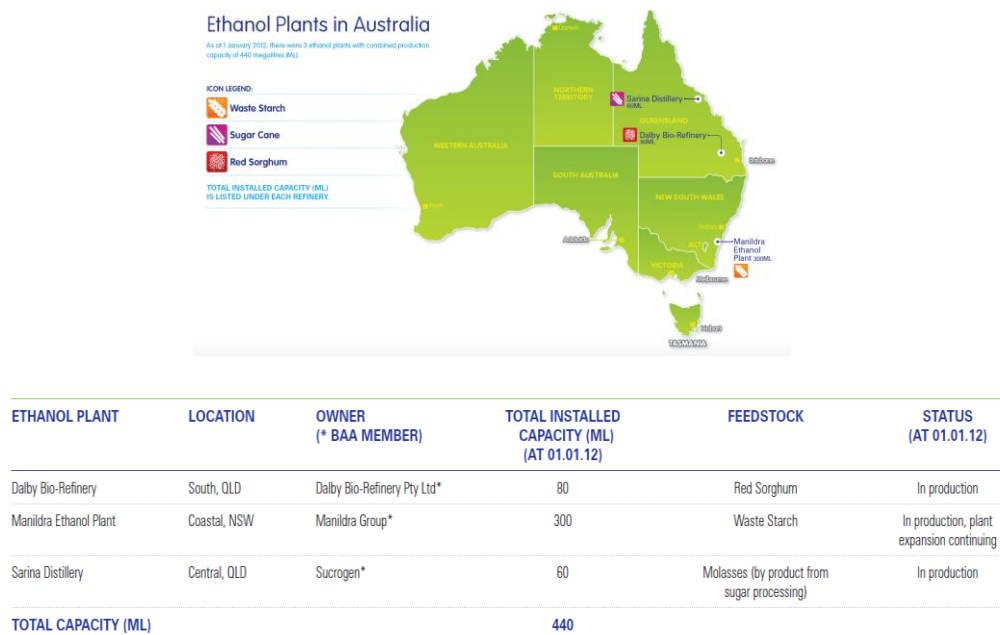 Ethanol Plants in Australia
As at 1 January 2012, there were 3 ethanol plants with combined production
capacity of 440 megalitres (ML).
ICON LEGEND:
Waste Starch
Sugar Cane
Red Sorghum
TOTAL INSTALLED CAPACITY (ML)
IS LISTED UNDER EACH REFINERY.
Darwin
NORTHERN
TERRITORY
Sarina Distillery
60ML
QUEENSLAND
Dalby Bio-Refinery
80ML
Brisbane
WESTERN AUSTRALIA
SOUTH AUSTRALIA
NEW SOUTH WALES
Perth
Sydney
Adelaide
ACT
Manildra
Ethanol
Plant 300ML
VICTORIA
Melbourne
Hobart
TASMANIA
ETHANOL PLANT LOCATION OWNER TOTAL INSTALLED FEEDSTOCK STATUS
(* BAA MEMBER) CAPACITY (ML) (AT 01.01.12)
(AT 01.01.12)
Dalby Bio-Refinery South, QLD Dalby Bio-Refinery Pty Ltd* 80 Red Sorghum In production
Manildra Ethanol Plant Coastal, NSW Manildra Group* 300 Waste Starch In production, plant
expansion continuing
Sarina Distillery Central, QLD Sucrogen* 60 Molasses (by product from In production
sugar processing)
TOTAL CAPACITY (ML) 440